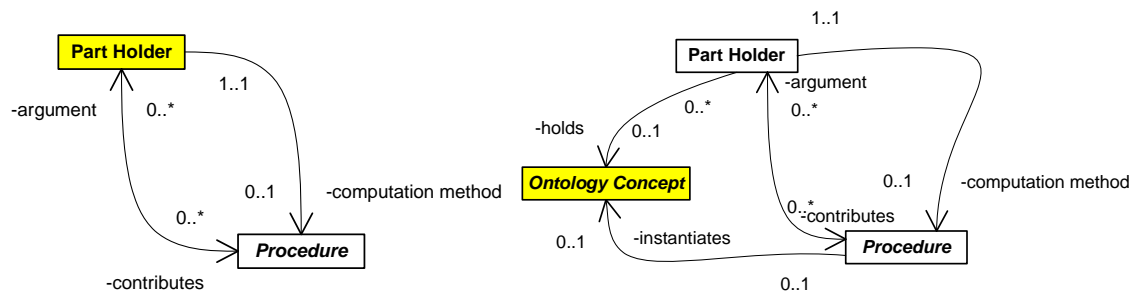 Part Holder
1..1
-argument
0..*
0..1
-computation method
0..*
Procedure
-contributes
1..1
Part Holder
-argument
0..*
0..*
-holds
0..1
Ontology Concept
0..1
-computation method
0..*
-contributes
0..1
-instantiates
Procedure
0..1